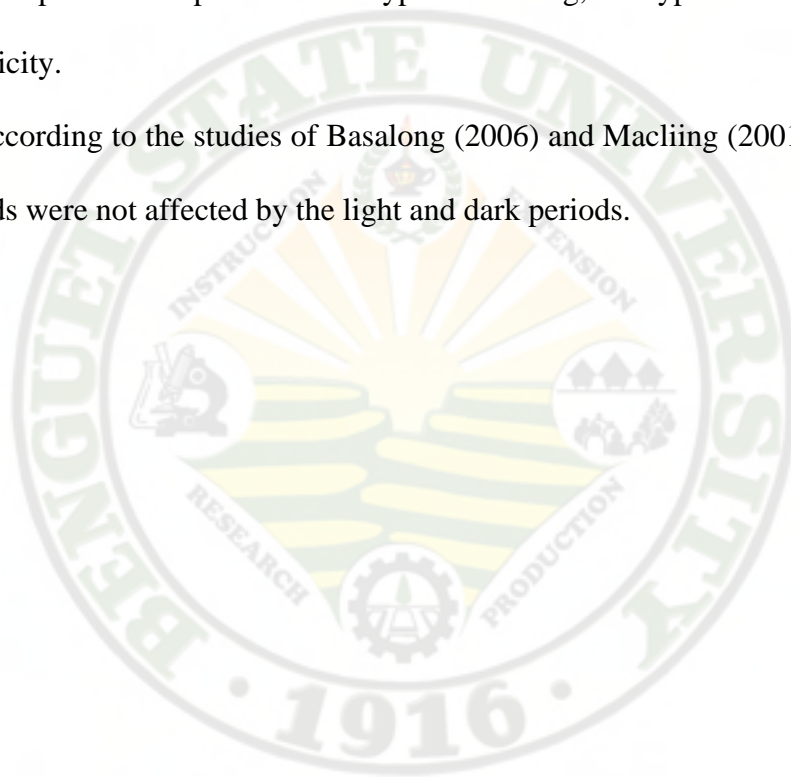 icity.
ccording to the studies of Basalong (2006) and Macliing (2001
ds were not affected by the light and dark periods.
BENGUET STATE UNIVERSITY
INSTRUCTION
EXTENSION
RESEARCH
PRODUCTION
· 1916 ·